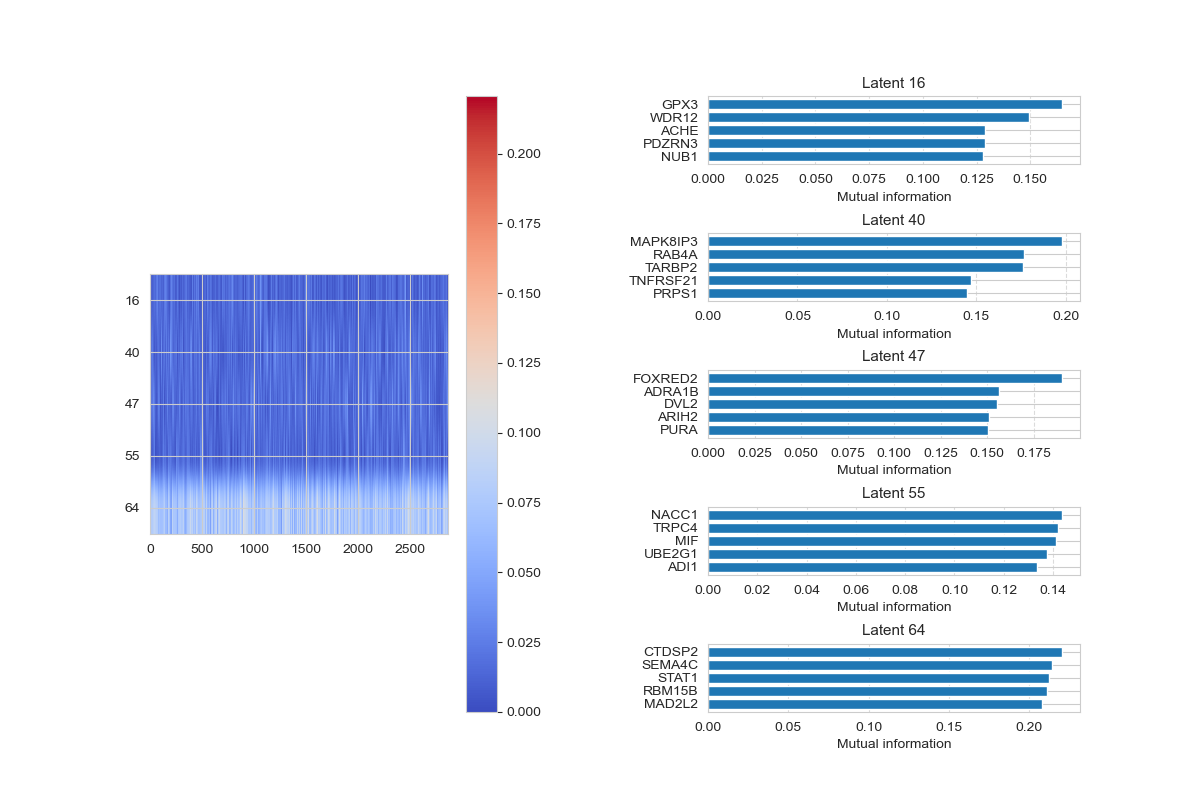 16
40
47
55
64
0 500 1000 1500 2000 2500
0.200
0.175
0.150
0.125
0.100
0.075
0.050
0.025
0.000
Latent 16
GPX3
WDR12
ACHE
PDZRN3
NUB1
0.000 0.025 0.050 0.075 0.100 0.125 0.150
Mutual information
Latent 40
MAPK8IP3
RAB4A
TARBP2
TNFRSF21
PRPS1
0.00 0.05 0.10 0.15 0.20
Mutual information
Latent 47
FOXRED2
ADRA1B
DVL2
ARIH2
PURA
0.000 0.025 0.050 0.075 0.100 0.125 0.150 0.175
Mutual information
Latent 55
NACC1
TRPC4
MIF
UBE2G1
ADI1
0.00 0.02 0.04 0.06 0.08 0.10 0.12 0.14
Mutual information
Latent 64
CTDSP2
SEMA4C
STAT1
RBM15B
MAD2L2
0.00 0.05 0.10 0.15 0.20
Mutual information